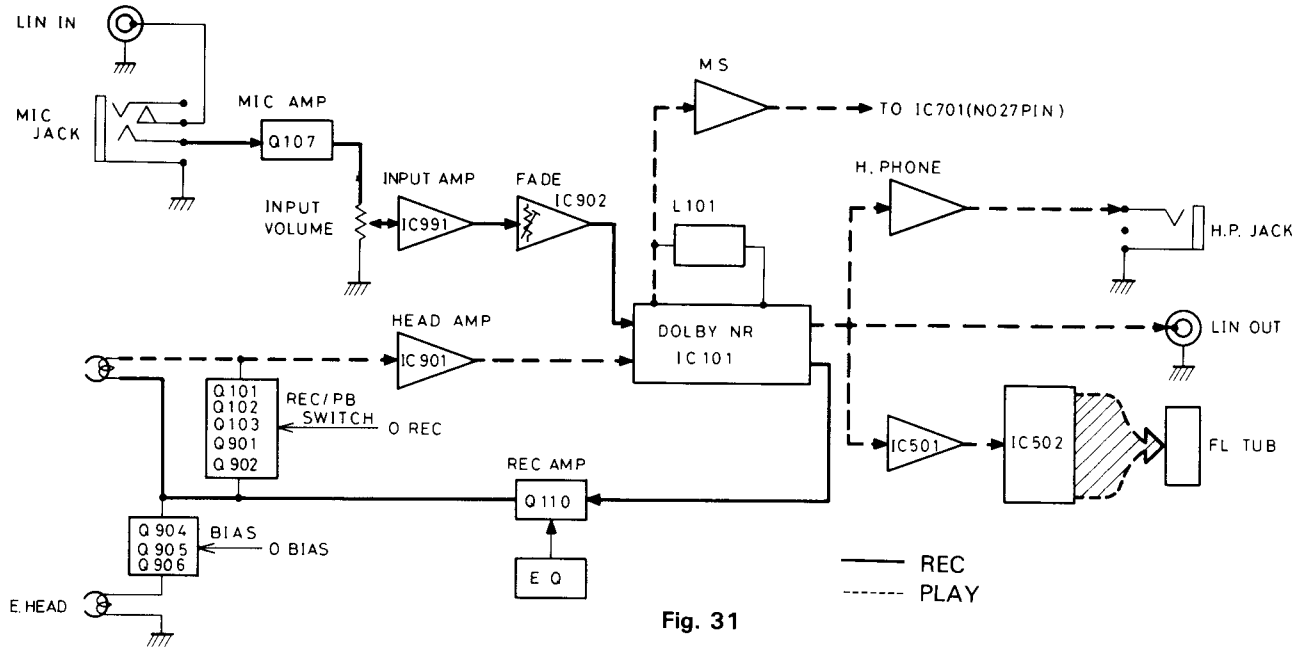 LIN IN
MIC
JACK
MIC AMP
Q107
INPUT
VOLUME
INPUT AMP
IC991
FADE
IC902
MS
TO IC701(NO27PIN)
L101
H. PHONE
H.P. JACK
HEAD AMP
IC901
DOLBY NR
IC101
LIN OUT
Q101
Q102
Q103
Q901
Q902
REC/PB
SWITCH
O REC
IC501
IC502
FL TUB
REC AMP
Q110
EQ
Q904
Q905
Q906
BIAS
O BIAS
E.HEAD
REC
PLAY
Fig. 31